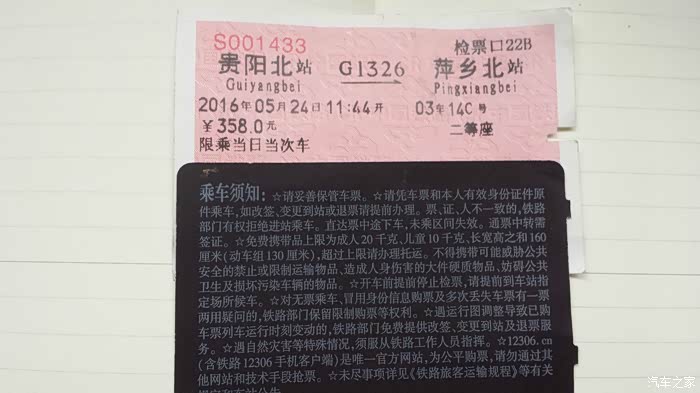 S001433
检票口22B
贵阳北站 G1326 萍乡北站
Guiyangbei Pingxiangbei
2016年05月24日11:44开 03车14C号
￥358.0元 二等座
限乘当日当次车
乘车须知：☆请妥善保管车票。☆请凭车票和本人有效身份证件原
件乘车，如改签、变更到站或退票请提前办理。票、证、人不一致的，铁路
部门有权拒绝进站乘车。直达票中途下车，未乘区间失效。通票中转需
签证。☆免费携带品上限为成人20千克、儿童10千克、长宽高之和160
厘米（动车组130厘米），超过上限请办理托运。不得携带可能威胁公共
安全的禁止或限制运输物品、造成人身伤害的大件硬质物品、妨碍公共
卫生及损坏污染车辆的物品。☆开车前提前停止检票，请提前到车站指
定场所候车。☆对无票乘车、冒用身份信息购票及多次丢失车票有一票
两用疑问的，铁路部门保留限制购票等权利。☆遇运行图调整导致已购
车票列车运行时刻变动的，铁路部门免费提供改签、变更到站及退票服
务。☆遇自然灾害等特殊情况，须服从铁路工作人员指挥。☆12306.cn
（含铁路12306手机客户端）是唯一官方网站，为公平购票，请勿通过其
他网站和技术手段抢票。☆未尽事项详见《铁路旅客运输规程》等有关
规定和车站公告
汽车之家